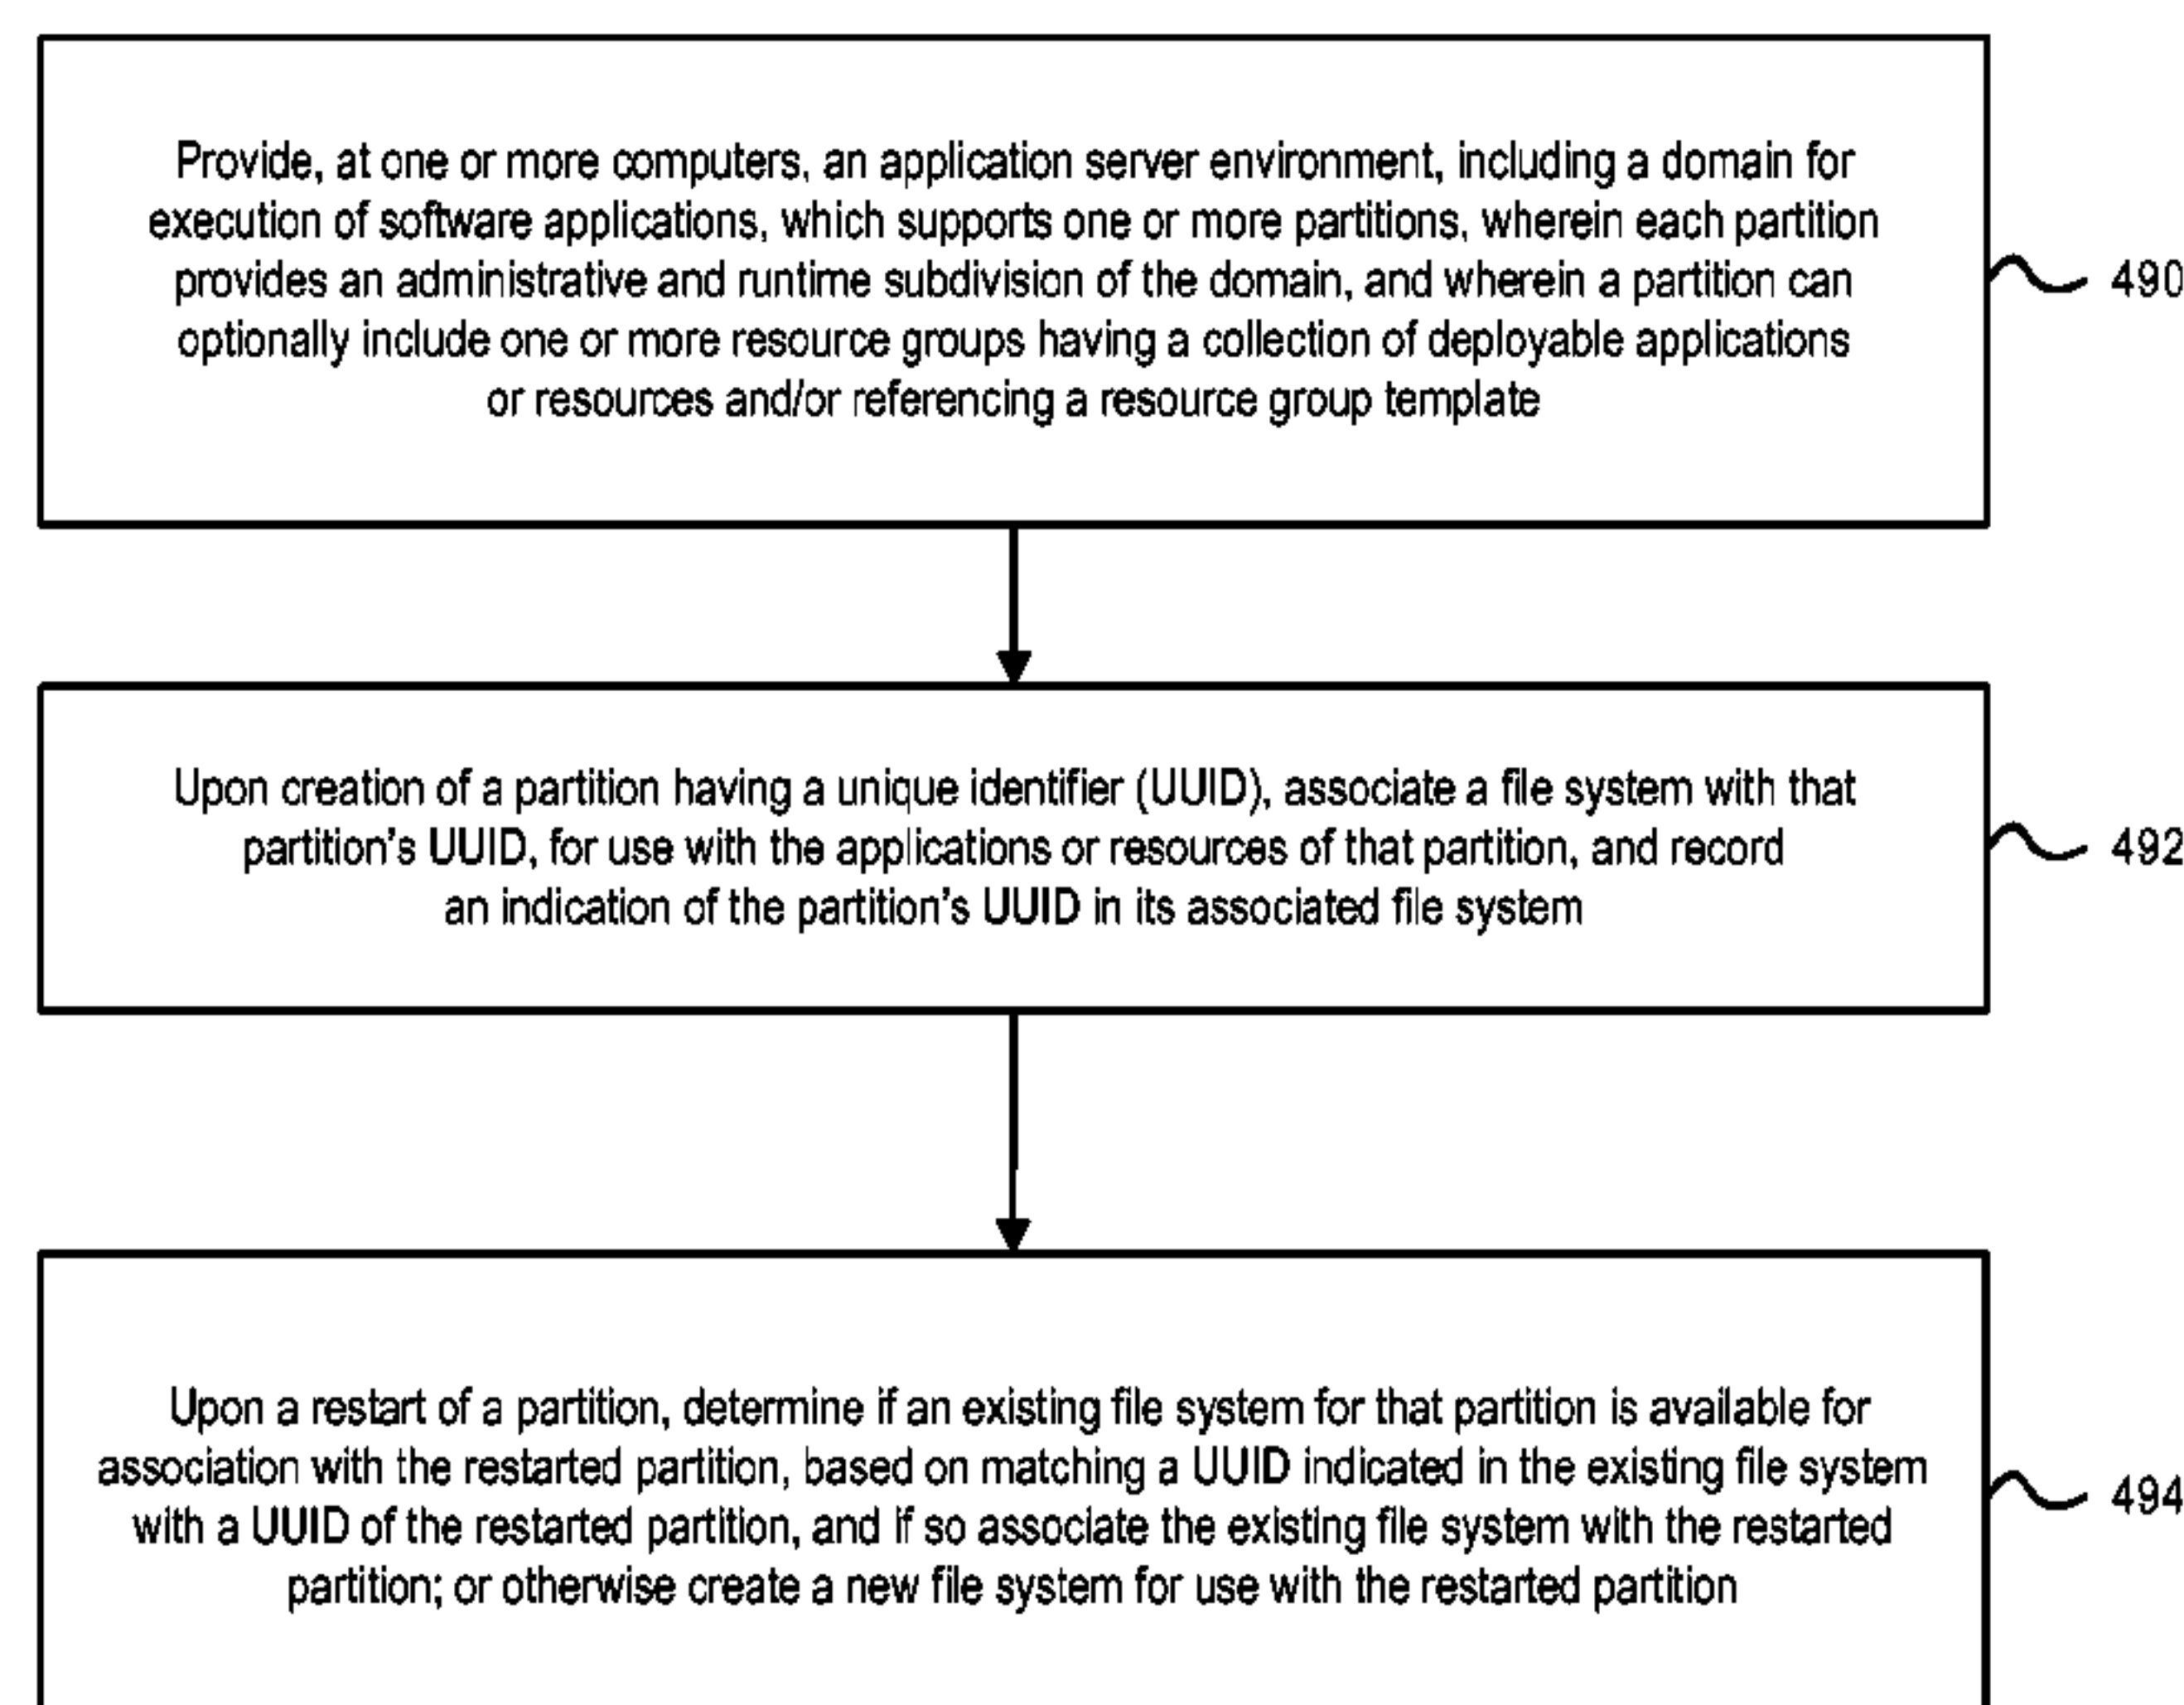 Provide, at one or more computers, an application server environment, including a domain for
execution of software applications, which supports one or more partitions, wherein each partition
provides an administrative and runtime subdivision of the domain, and wherein a partition can
optionally include one or more resource groups having a collection of deployable applications
or resources and/or referencing a resource group template
490
Upon creation of a partition having a unique identifier (UUID), associate a file system with that
partition's UUID, for use with the applications or resources of that partition, and record
an indication of the partition's UUID in its associated file system
492
Upon a restart of a partition, determine if an existing file system for that partition is available for
association with the restarted partition, based on matching a UUID indicated in the existing file system
with a UUID of the restarted partition, and if so associate the existing file system with the restarted
partition; or otherwise create a new file system for use with the restarted partition
494